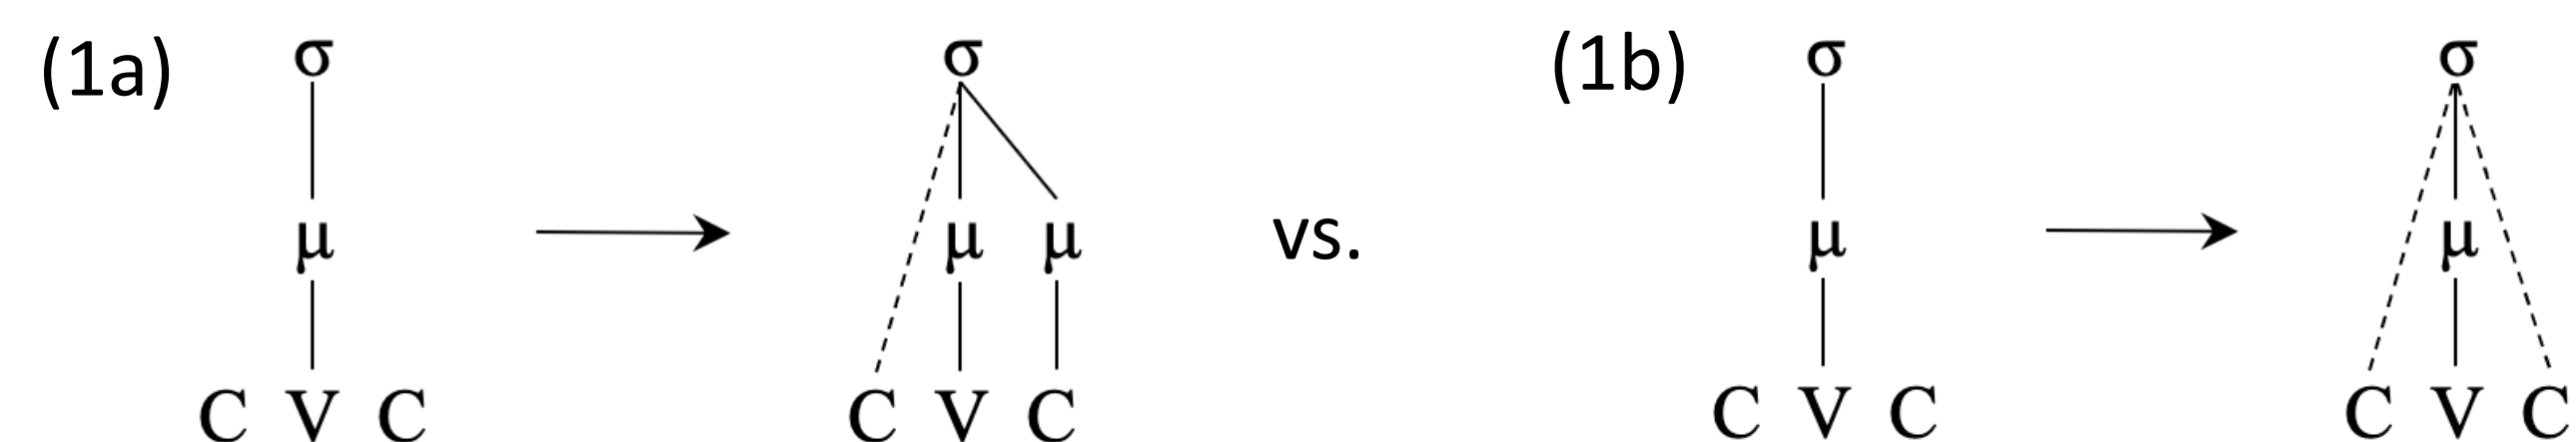 (1a) σ σ (1b) σ σ
μ μ μ vs. μ μ
C V C C V C C V C C V C